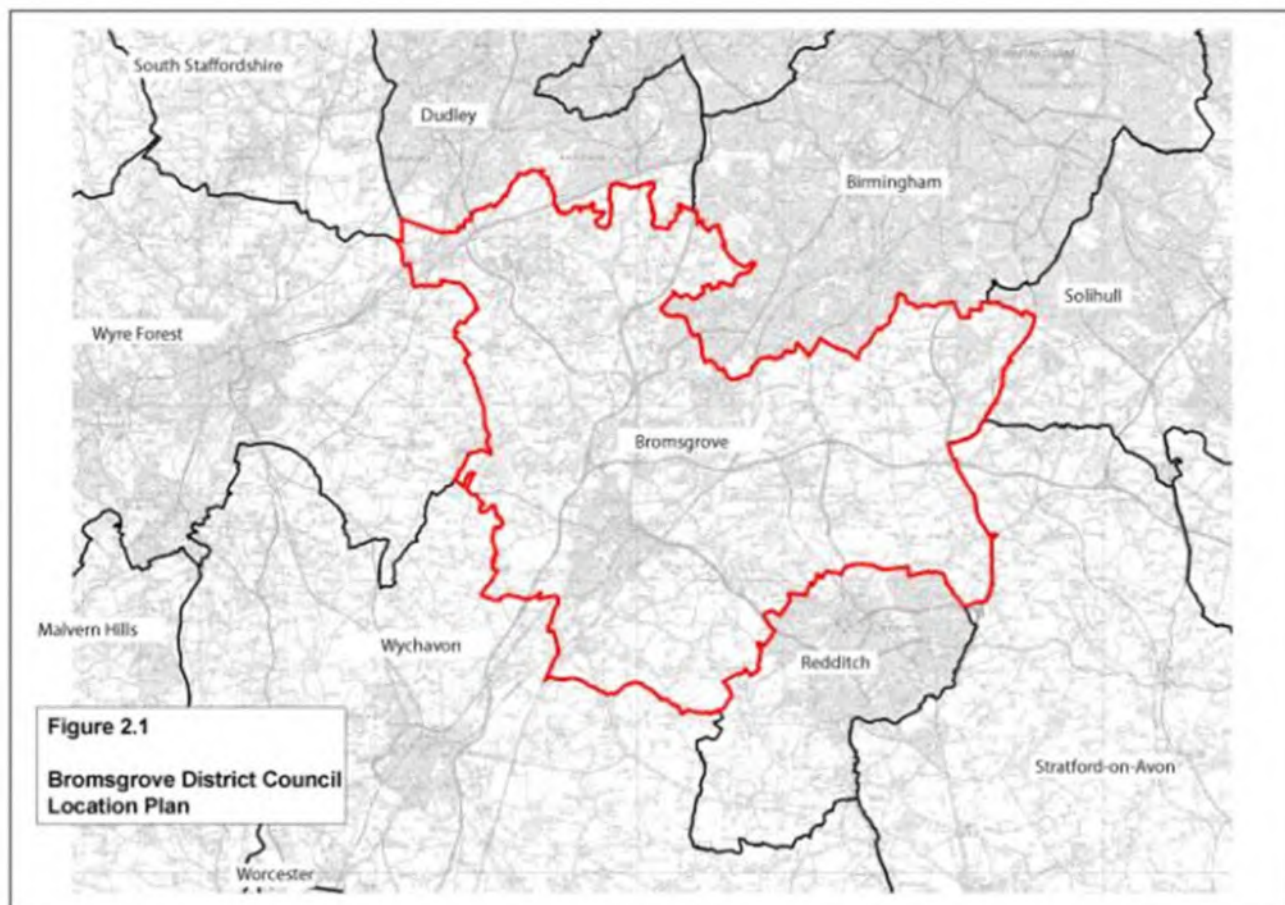 South Staffordshire
Dudley
Birmingham
Solihull
Wyre Forest
Bromsgrove
Malvern Hills
Wychavon
Redditch
Stratford-on-Avon
Worcester
Figure 2.1
Bromsgrove District Council
Location Plan